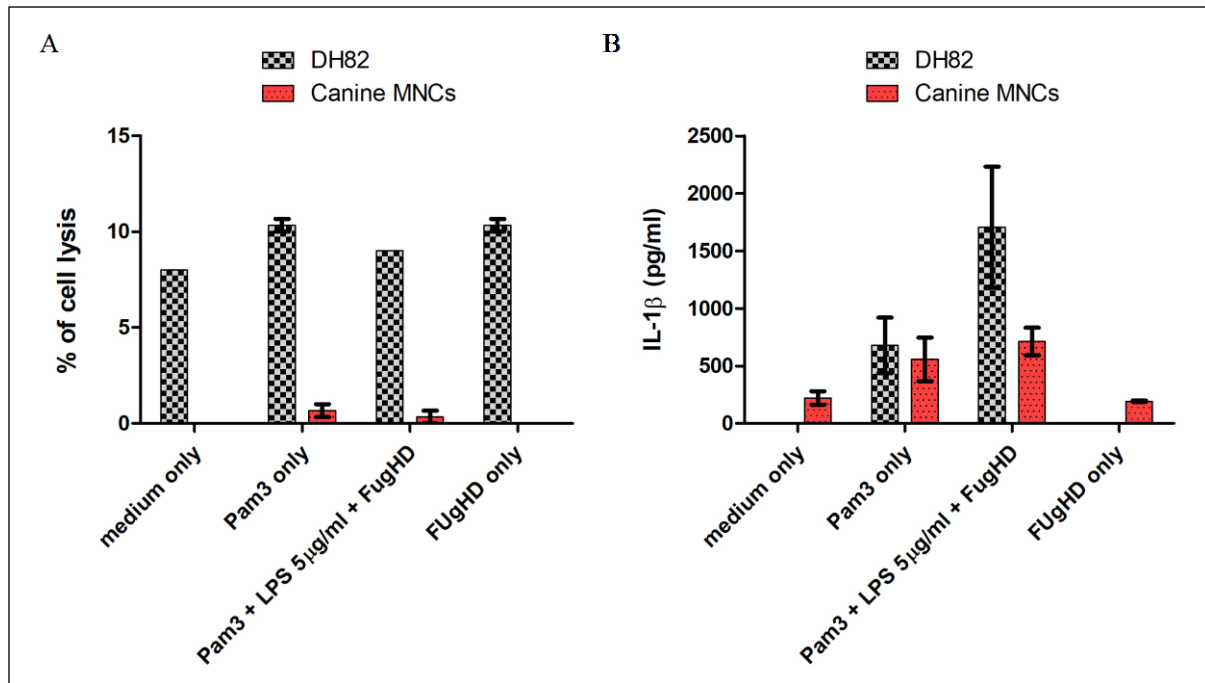 A
DH82
Canine MNCs
15
10
5
0
% of cell lysis
medium only
Pam3 only
Pam3 + LPS 5μg/ml + FugHD
FUgHD only
B
DH82
Canine MNCs
2500
2000
1500
1000
500
0
IL-1β (pg/ml)
medium only
Pam3 only
Pam3 + LPS 5μg/ml + FugHD
FUgHD only